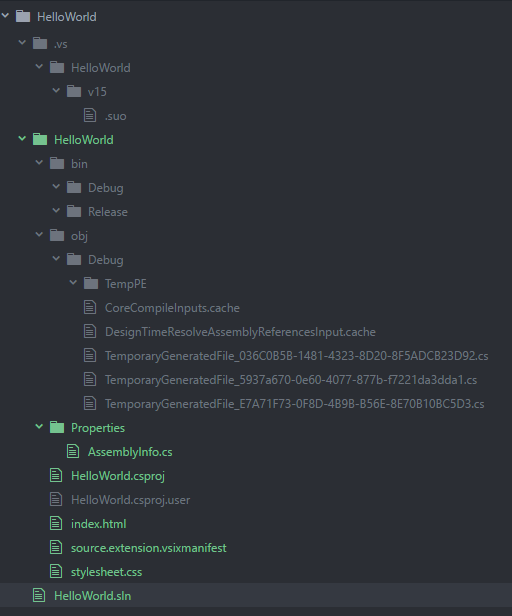 HelloWorld
.vs
HelloWorld
v15
.suo
HelloWorld
bin
Debug
Release
obj
Debug
TempPE
CoreCompileInputs.cache
DesignTimeResolveAssemblyReferencesInput.cache
TemporaryGeneratedFile_036C0B5B-1481-4323-8D20-8F5ADCB23D92.cs
TemporaryGeneratedFile_5937a670-0e60-4077-877b-f7221da3dda1.cs
TemporaryGeneratedFile_E7A71F73-0F8D-4B9B-B56E-8E70B10BC5D3.cs
Properties
AssemblyInfo.cs
HelloWorld.csproj
HelloWorld.csproj.user
index.html
source.extension.vsixmanifest
stylesheet.css
HelloWorld.sln